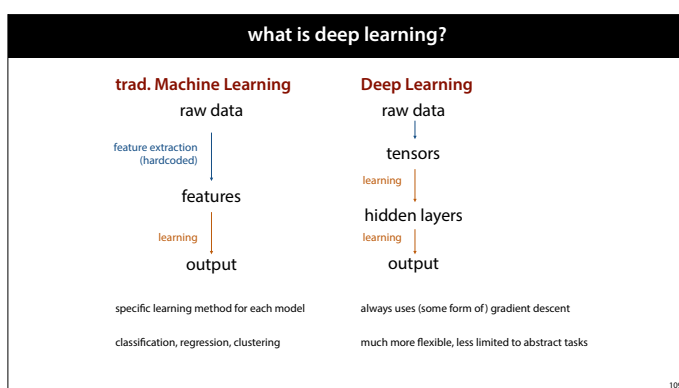 what is deep learning?
trad. Machine Learning
raw data
feature extraction
(hardcoded)
features
learning
output
specific learning method for each model
classification, regression, clustering
Deep Learning
raw data
tensors
learning
hidden layers
learning
output
always uses (some form of) gradient descent
much more flexible, less limited to abstract tasks